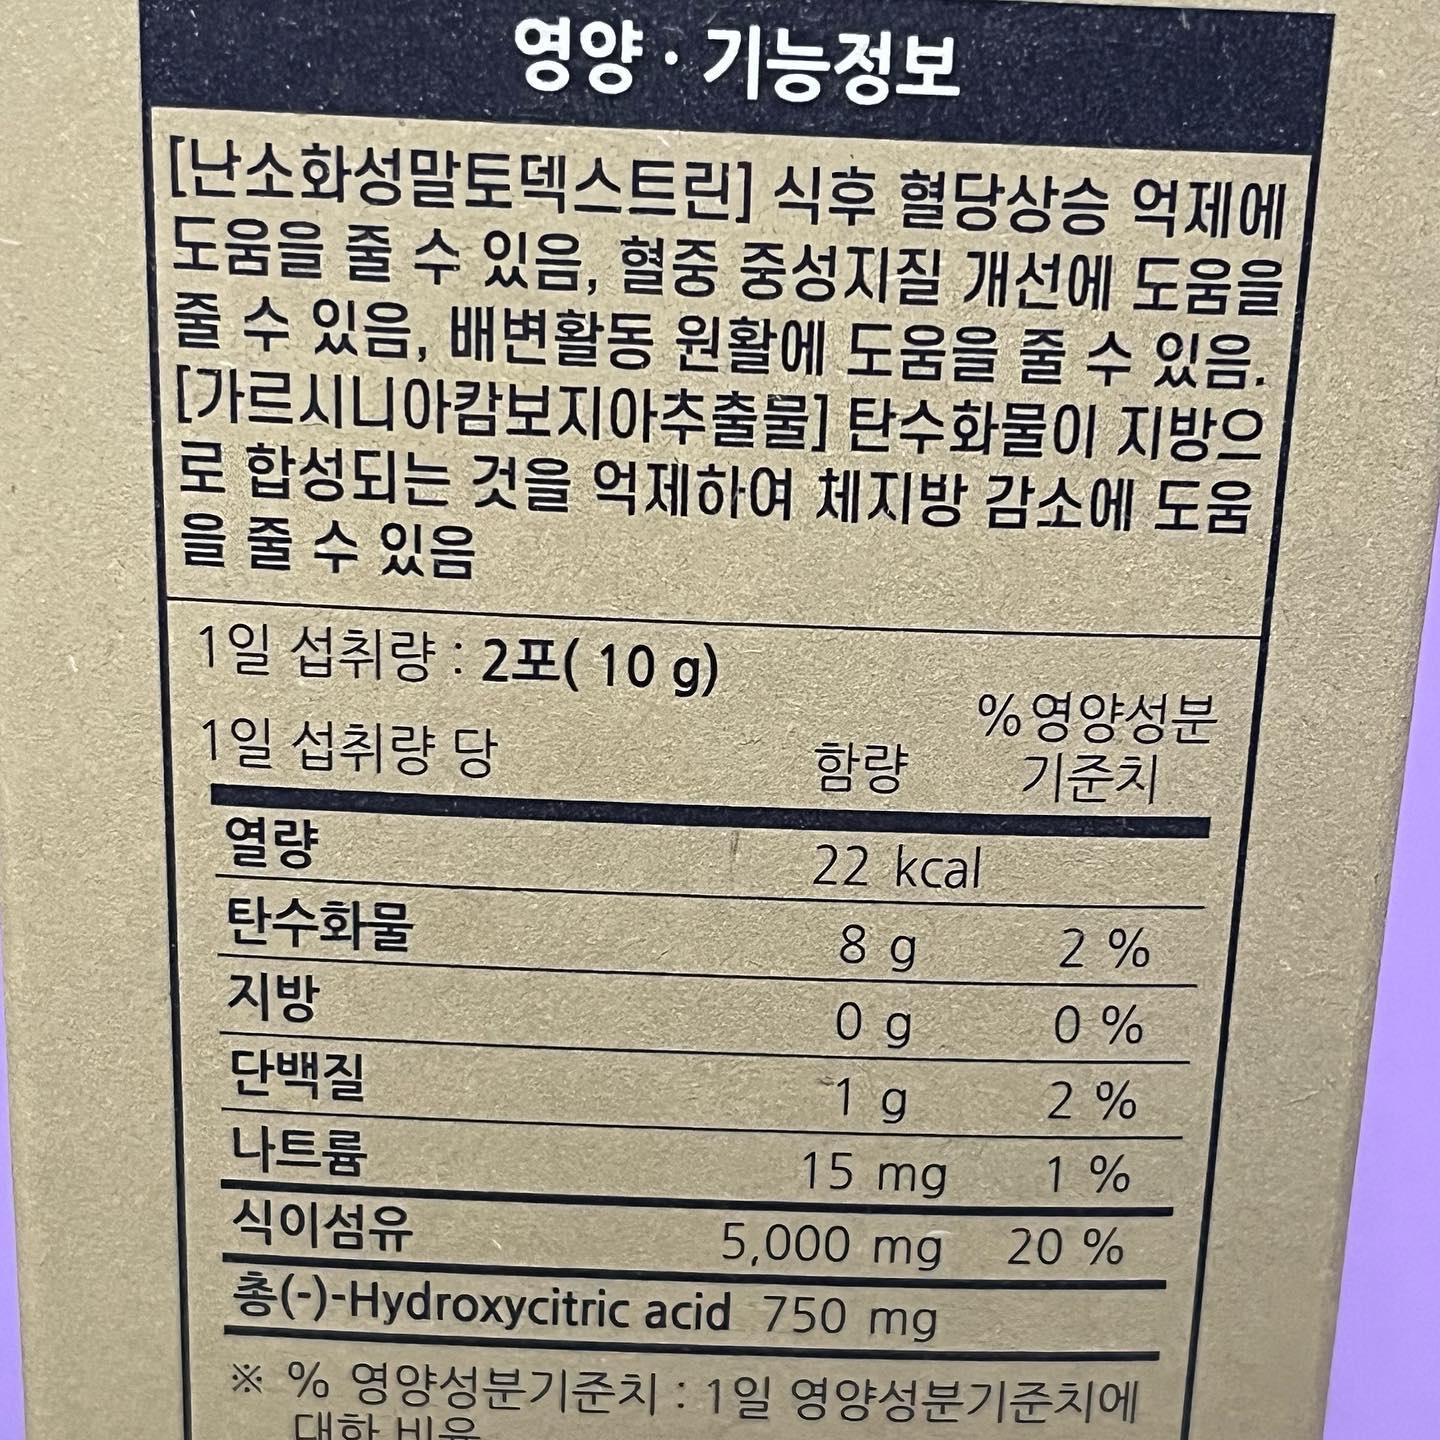 영양·기능정보
[난소화성말토덱스트린] 식후 혈당상승 억제에
도움을 줄 수 있음, 혈중 중성지질 개선에 도움을
줄 수 있음, 배변활동 원활에 도움을 줄 수 있음.
[가르시니아캄보지아추출물] 탄수화물이 지방으
로 합성되는 것을 억제하여 체지방 감소에 도움
을 줄 수 있음
1일 섭취량 : 2포( 10 g)
1일 섭취량 당 함량 %영양성분
기준치
열량 22 kcal
탄수화물 8 g 2 %
지방 0 g 0 %
단백질 1 g 2 %
나트륨 15 mg 1 %
식이섬유 5,000 mg 20 %
총(-)-Hydroxycitric acid 750 mg
※ % 영양성분기준치 : 1일 영양성분기준치에
대한 비율